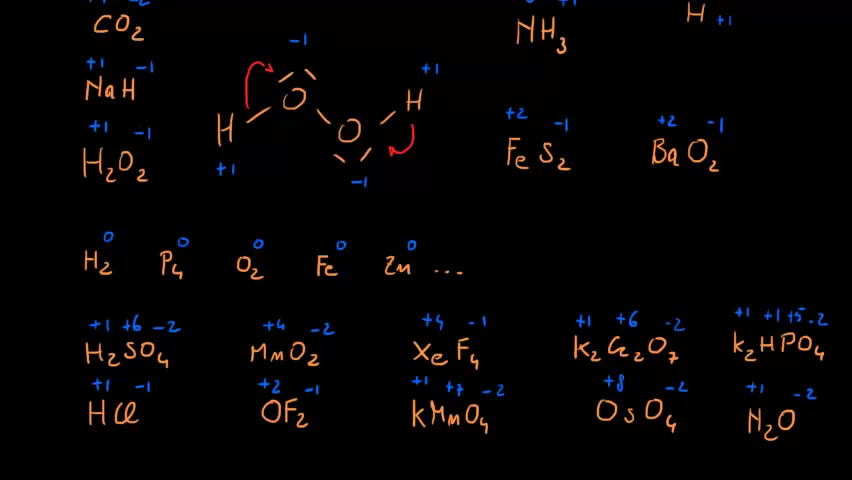 CO2 NH3 H +1
+1 -1
NaH
+1 -1
H2O2
-1 +1
H O O H
+1 -1
+2 -1 +2 -1
FeS2 BaO2
0 0 0 0 0
H2 P4 O2 Fe Zn ...
+1 +6 -2 +4 -2 +4 -1 +1 +6 -2 +1 +1 +5 -2
H2SO4 MnO2 XeF4 K2Cr2O7 K2HPO4
+1 -1 +2 -1 +1 +7 -2 +8 -2 +1 -2
HCl OF2 KMnO4 OsO4 N2O